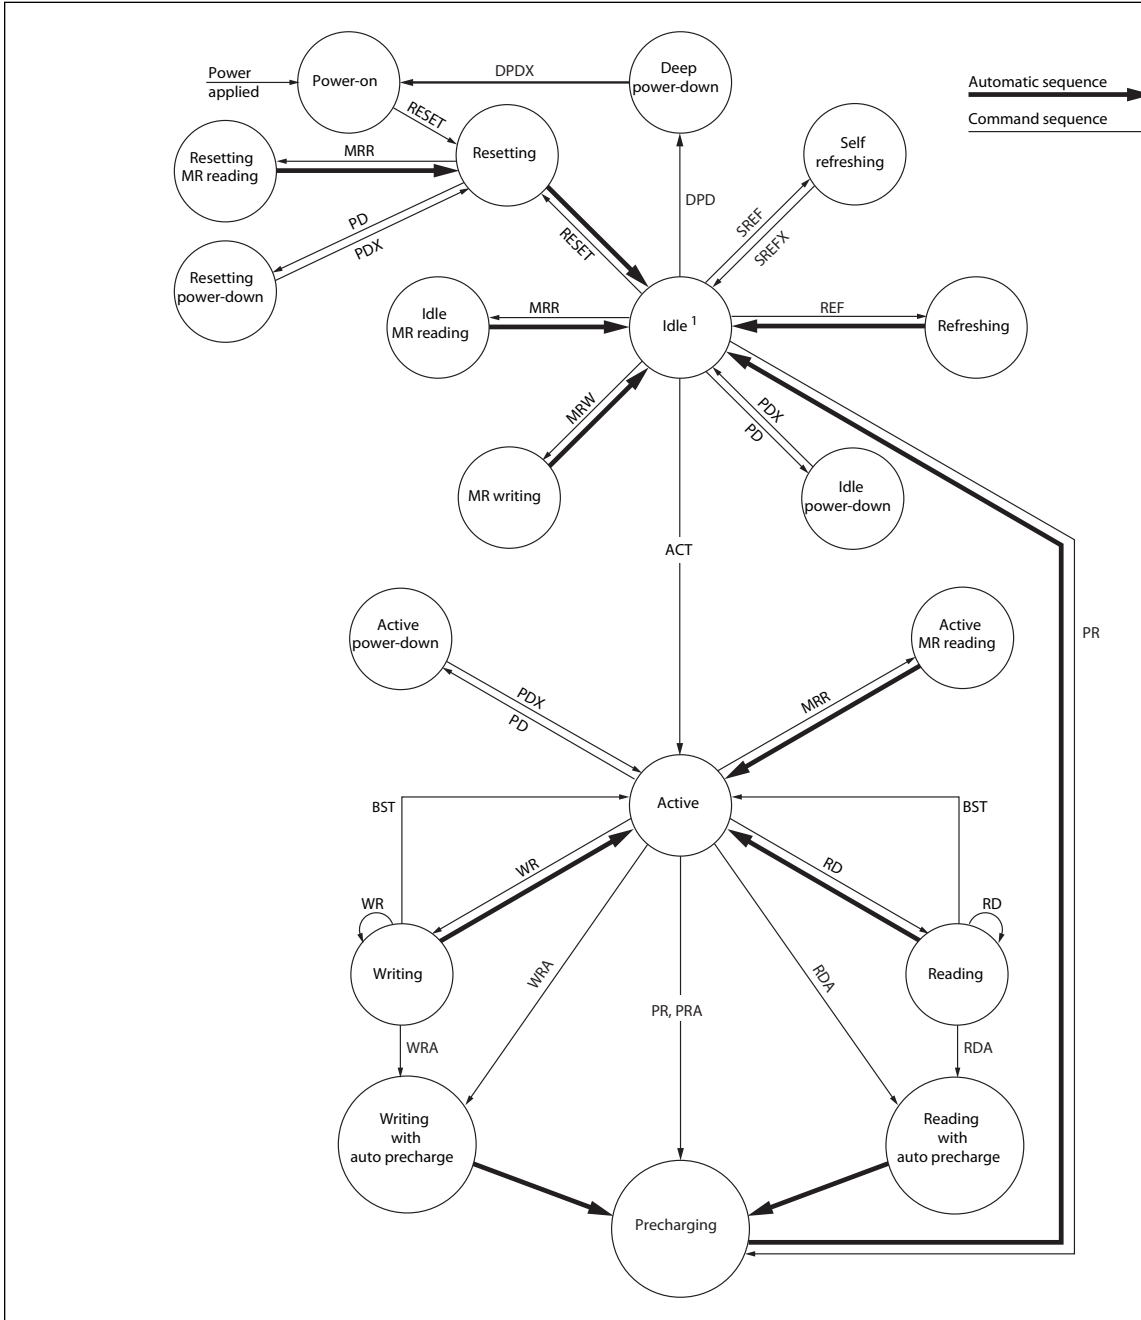 Power
applied
Power-on
DPDX
Deep
power-down
Automatic sequence
Command sequence
RESET
Resetting
MR reading
MRR
Resetting
Self
refreshing
PD
PDX
Resetting
power-down
RESET
DPD
SREF
SREFX
Idle
MR reading
MRR
Idle 1
REF
Refreshing
MRW
PDX
PD
MR writing
Idle
power-down
ACT
Active
power-down
Active
MR reading
PR
PDX
PD
MRR
Active
BST
BST
WR
RD
WR
RD
Writing
Reading
WRA
RDA
PR, PRA
WRA
RDA
Writing
with
auto precharge
Reading
with
auto precharge
Precharging